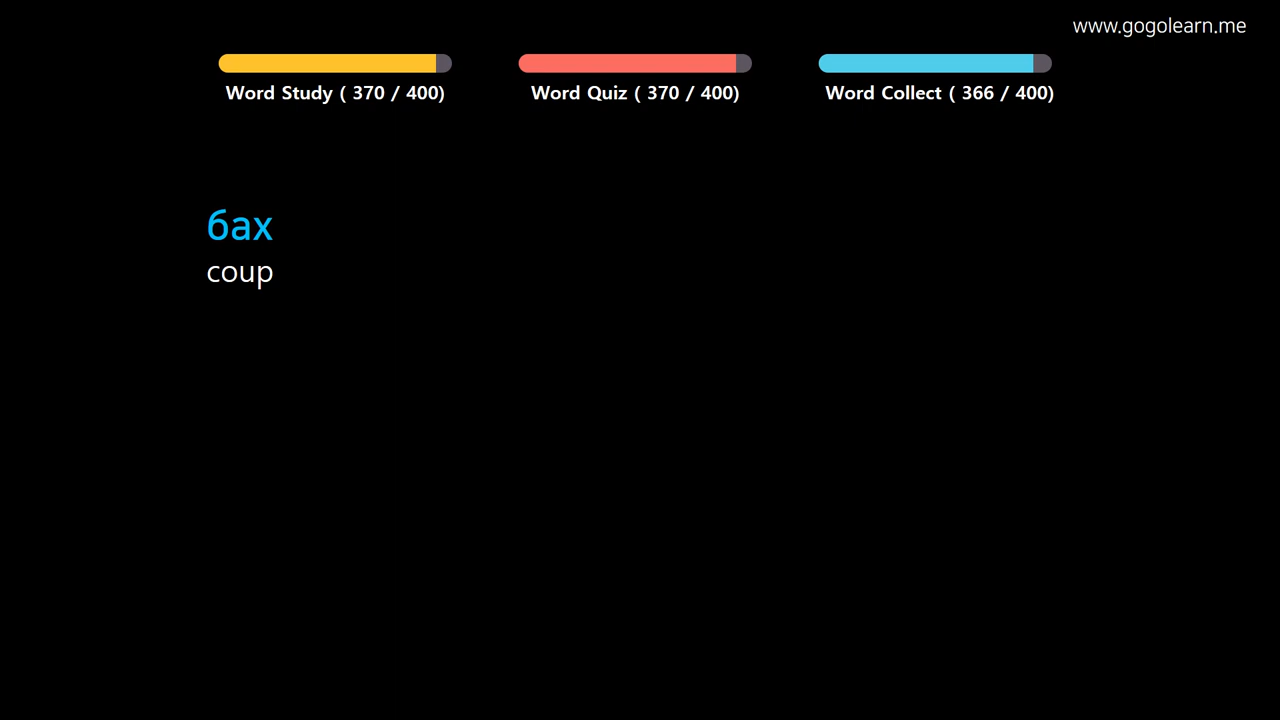 www.gogolearn.me
Word Study ( 370 / 400)
Word Quiz ( 370 / 400)
Word Collect ( 366 / 400)
бах
coup